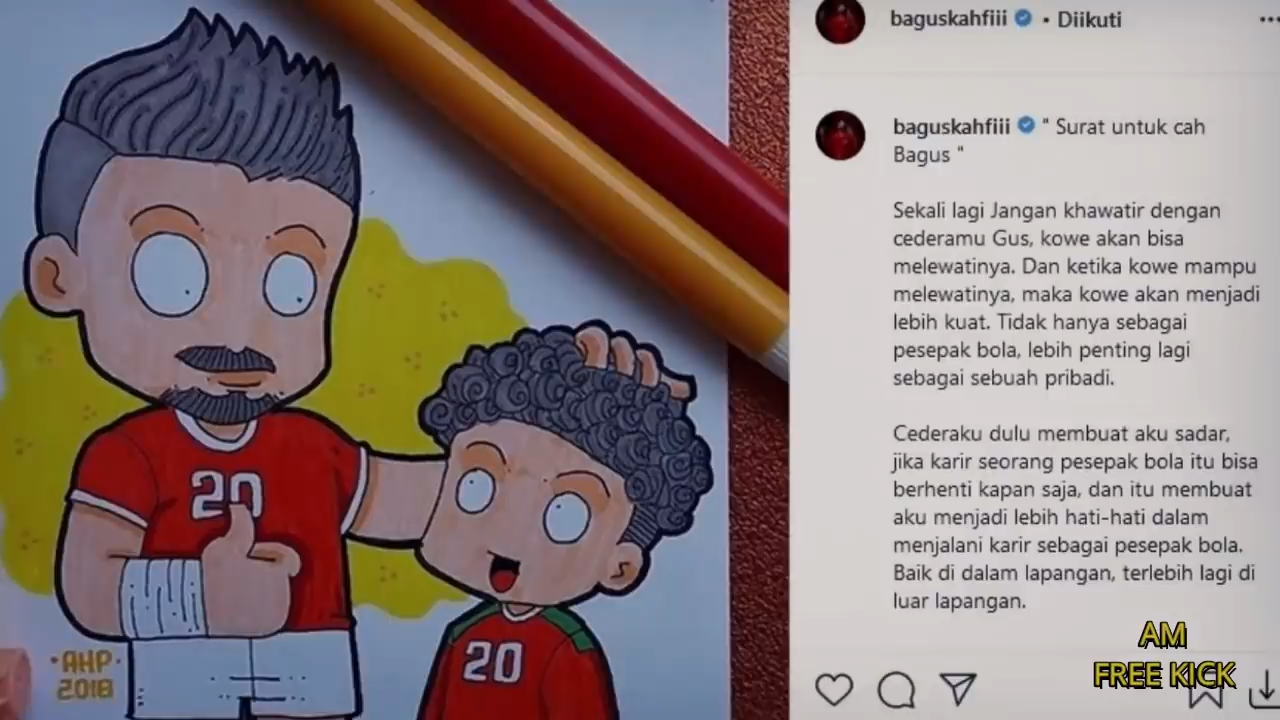 baguskahfiii • Diikuti
baguskahfiii " Surat untuk cah
Bagus "
Sekali lagi Jangan khawatir dengan
cederamu Gus, kowe akan bisa
melewatinya. Dan ketika kowe mampu
melewatinya, maka kowe akan menjadi
lebih kuat. Tidak hanya sebagai
pesepak bola, lebih penting lagi
sebagai sebuah pribadi.
Cederaku dulu membuat aku sadar,
jika karir seorang pesepak bola itu bisa
berhenti kapan saja, dan itu membuat
aku menjadi lebih hati-hati dalam
menjalani karir sebagai pesepak bola.
Baik di dalam lapangan, terlebih lagi di
luar lapangan.
20
20
•AHP•
2018
AM
FREE KICK